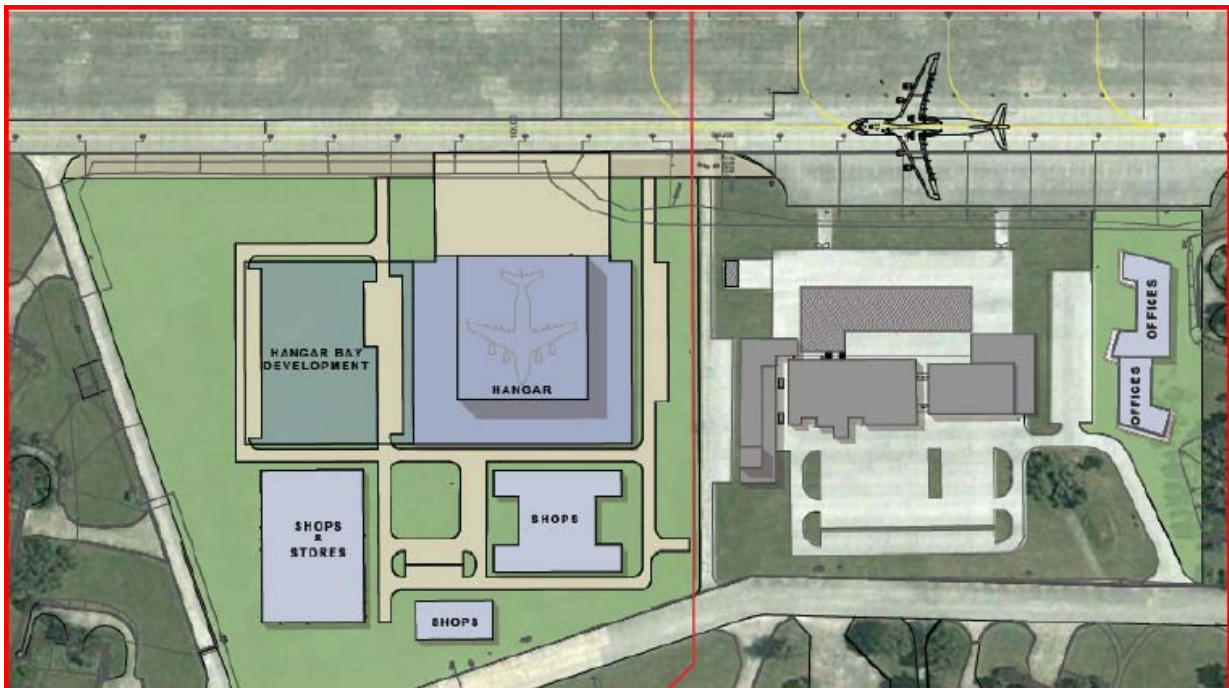 HANGAR BAY
DEVELOPMENT
HANGAR
OFFICES
OFFICES
SHOPS
&
STORES
SHOPS
SHOPS